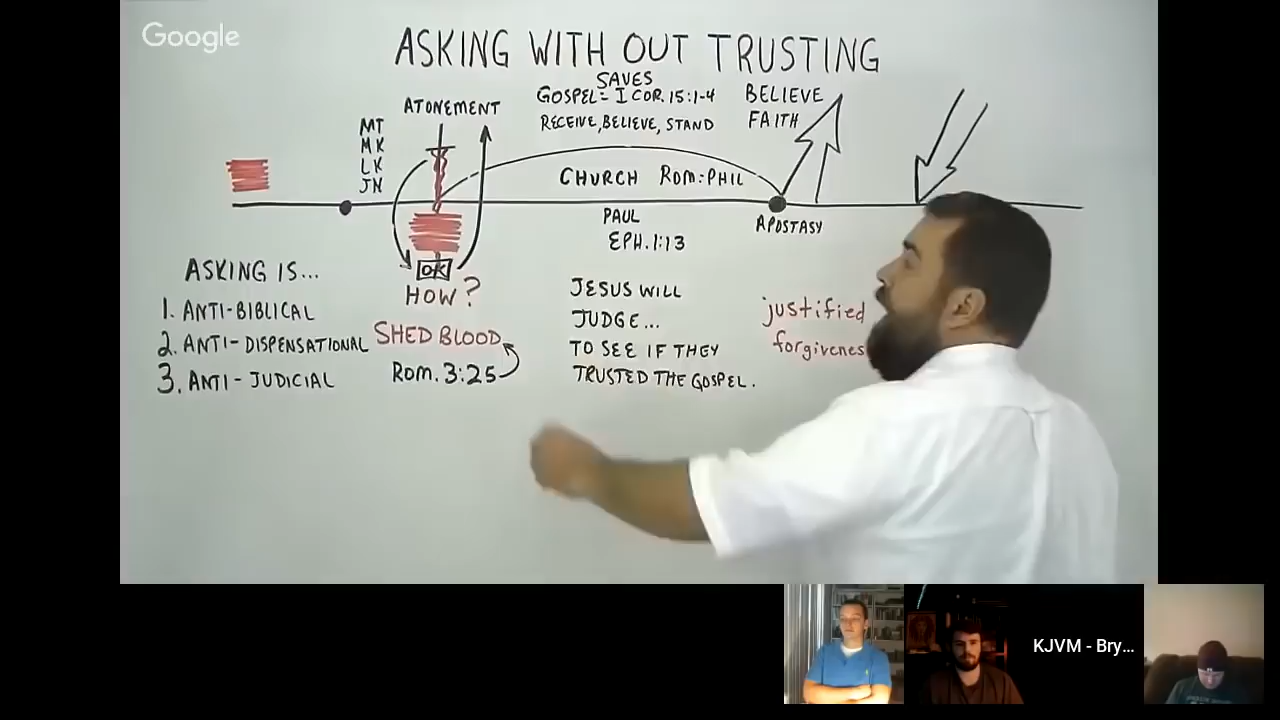 Google
ASKING WITH OUT TRUSTING
SAVES
GOSPEL = I COR. 15:1-4
RECEIVE, BELIEVE, STAND
BELIEVE
FAITH
ATONEMENT
MT
MK
LK
JN
CHURCH ROM: PHIL
PAUL
EPH. 1:13
APOSTASY
ASKING IS...
1. ANTI-BIBLICAL
2. ANTI-DISPENSATIONAL
3. ANTI-JUDICIAL
OK
HOW?
SHED BLOOD
Rom. 3:25
JESUS WILL
JUDGE...
TO SEE IF THEY
TRUSTED THE GOSPEL.
justified
forgivenes
KJVM - Bry...